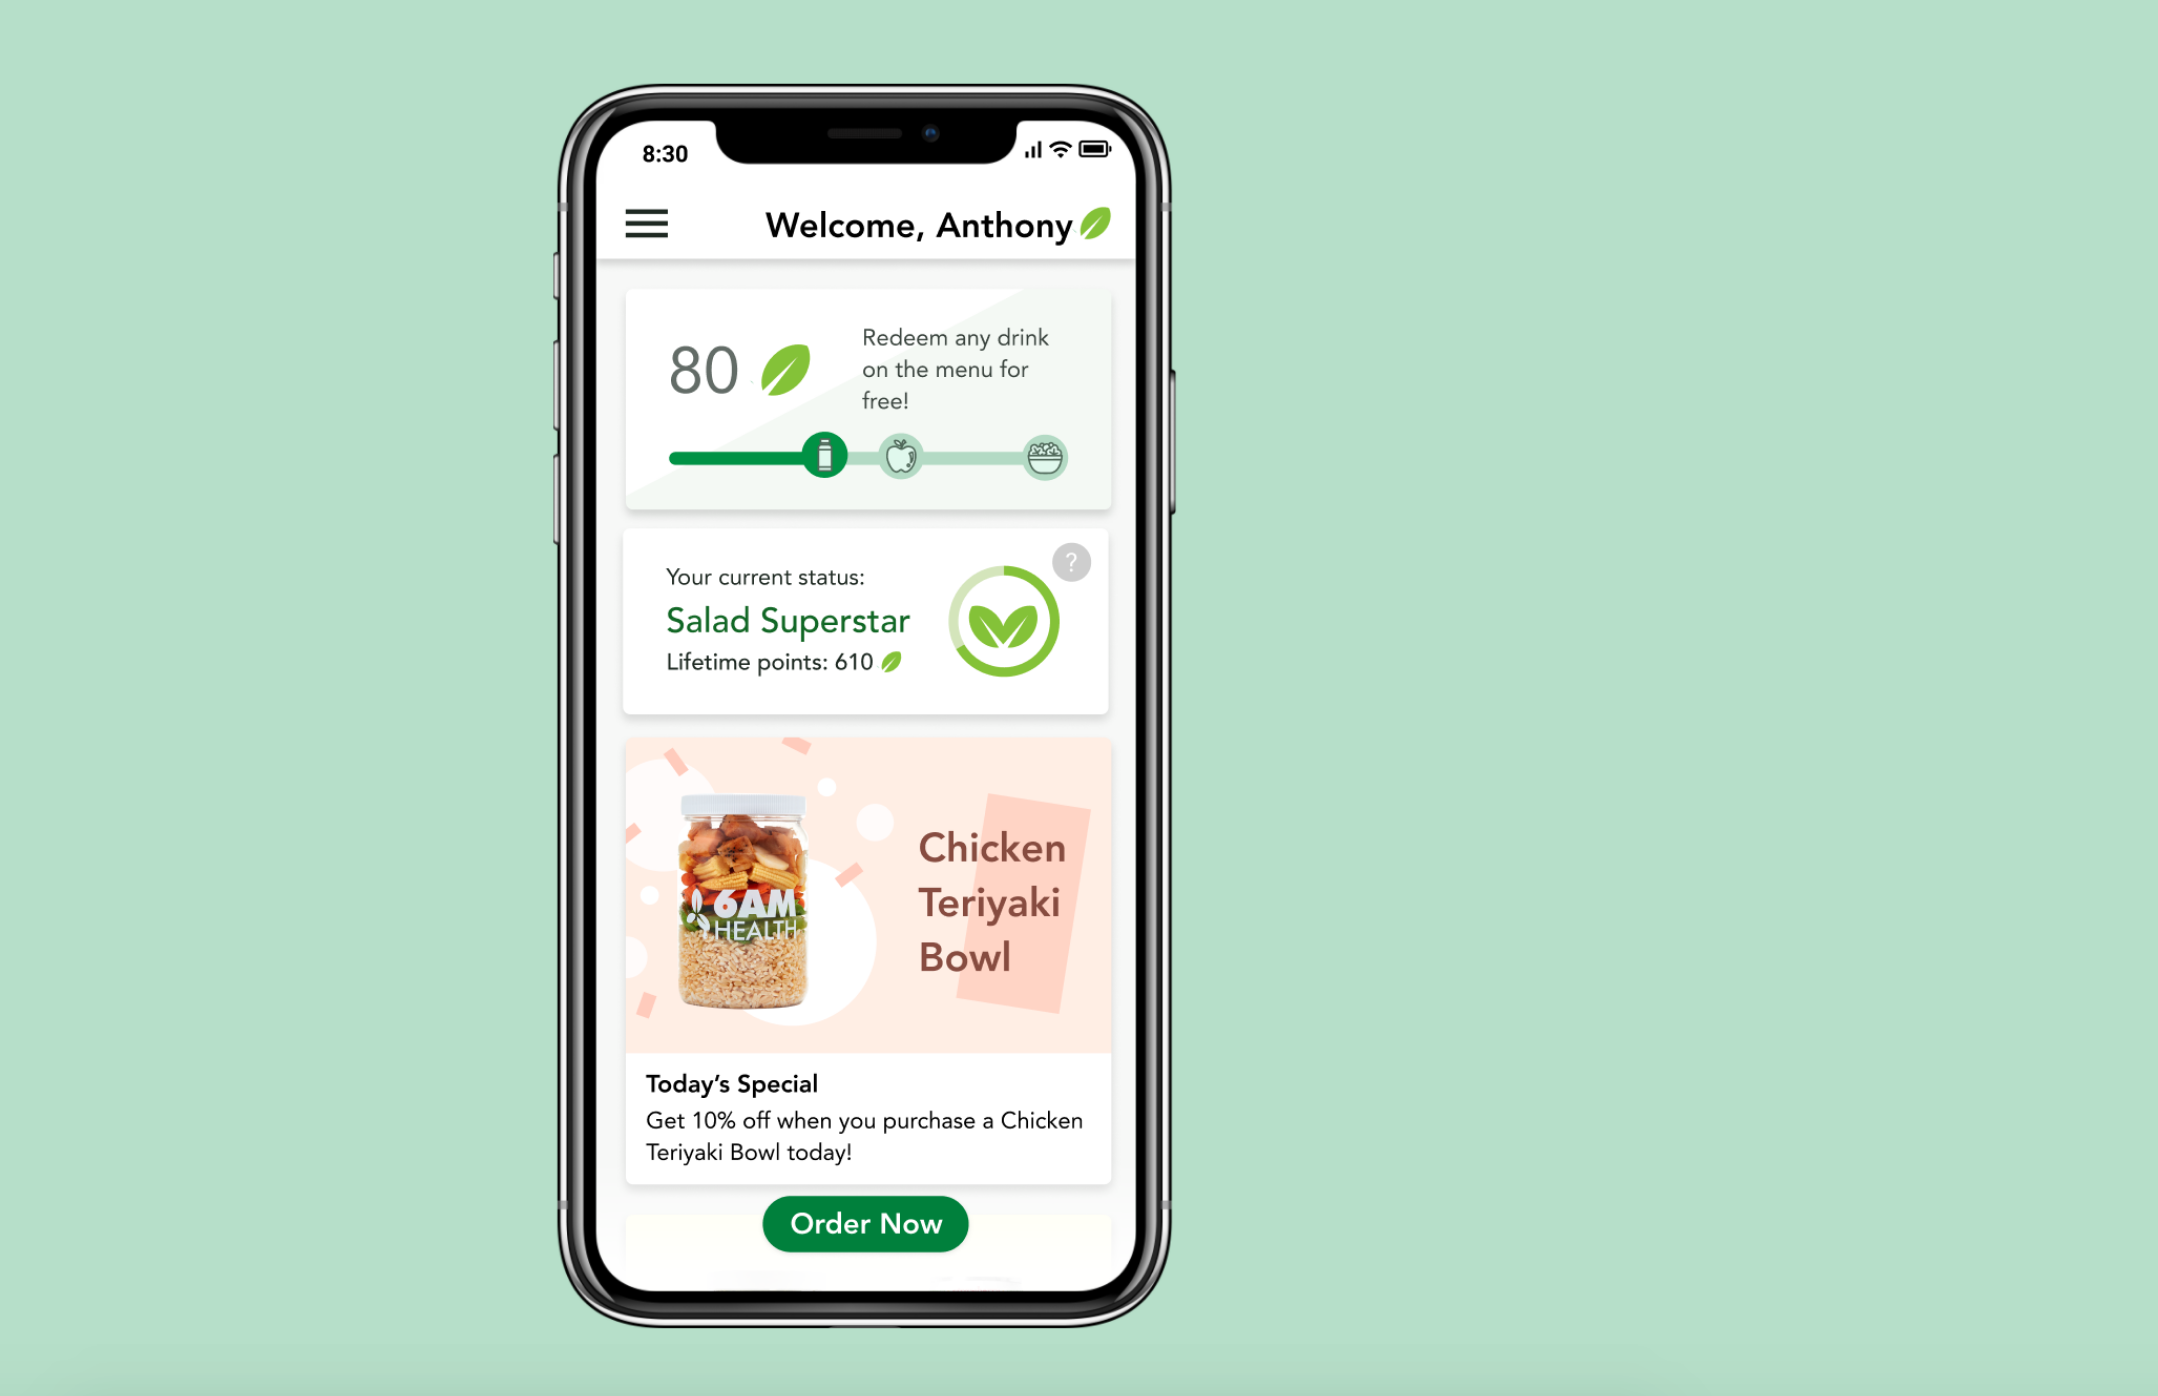 8:30
Welcome, Anthony
80
Redeem any drink
on the menu for
free!
?
Your current status:
Salad Superstar
Lifetime points: 610
6AM
HEALTH
Chicken
Teriyaki
Bowl
Today’s Special
Get 10% off when you purchase a Chicken
Teriyaki Bowl today!
Order Now